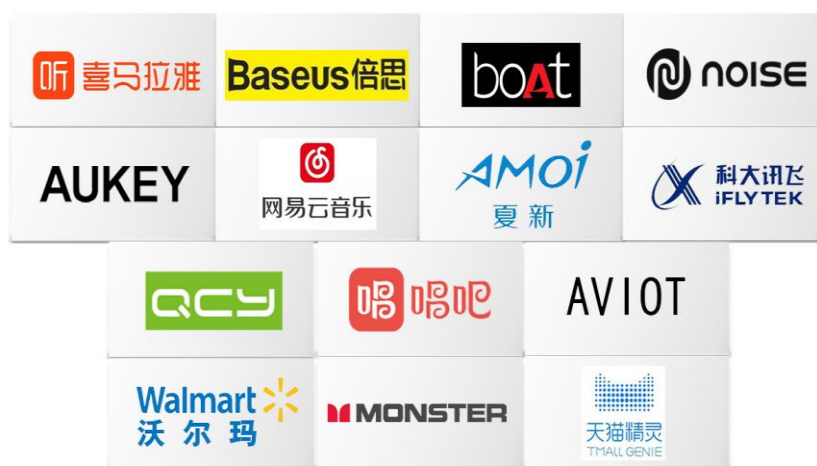 听 喜马拉雅
Baseus倍思
boAt
NOISE
AUKEY
网易云音乐
AMOi
夏新
科大讯飞
iFLYTEK
QCY
唱 唱吧
AVIOT
Walmart
沃尔玛
MONSTER
天猫精灵
TMALL GENIE